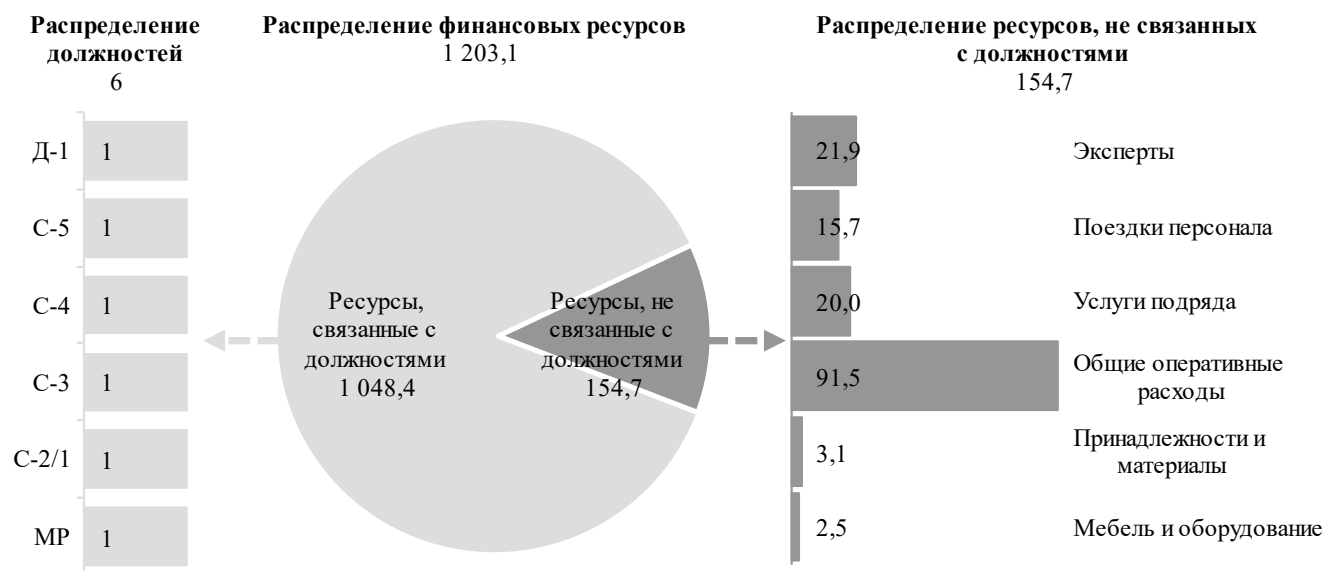 Распределение
должностей
6
Д-1
1
С-5
1
С-4
1
С-3
1
С-2/1
1
МР
1
Распределение финансовых ресурсов
1 203,1
Ресурсы,
связанные с
должностями
1 048,4
Ресурсы, не
связанные с
должностями
154,7
Распределение ресурсов, не связанных
с должностями
154,7
21,9
Эксперты
15,7
Поездки персонала
20,0
Услуги подряда
91,5
Общие оперативные
расходы
3,1
Принадлежности и
материалы
2,5
Мебель и оборудование